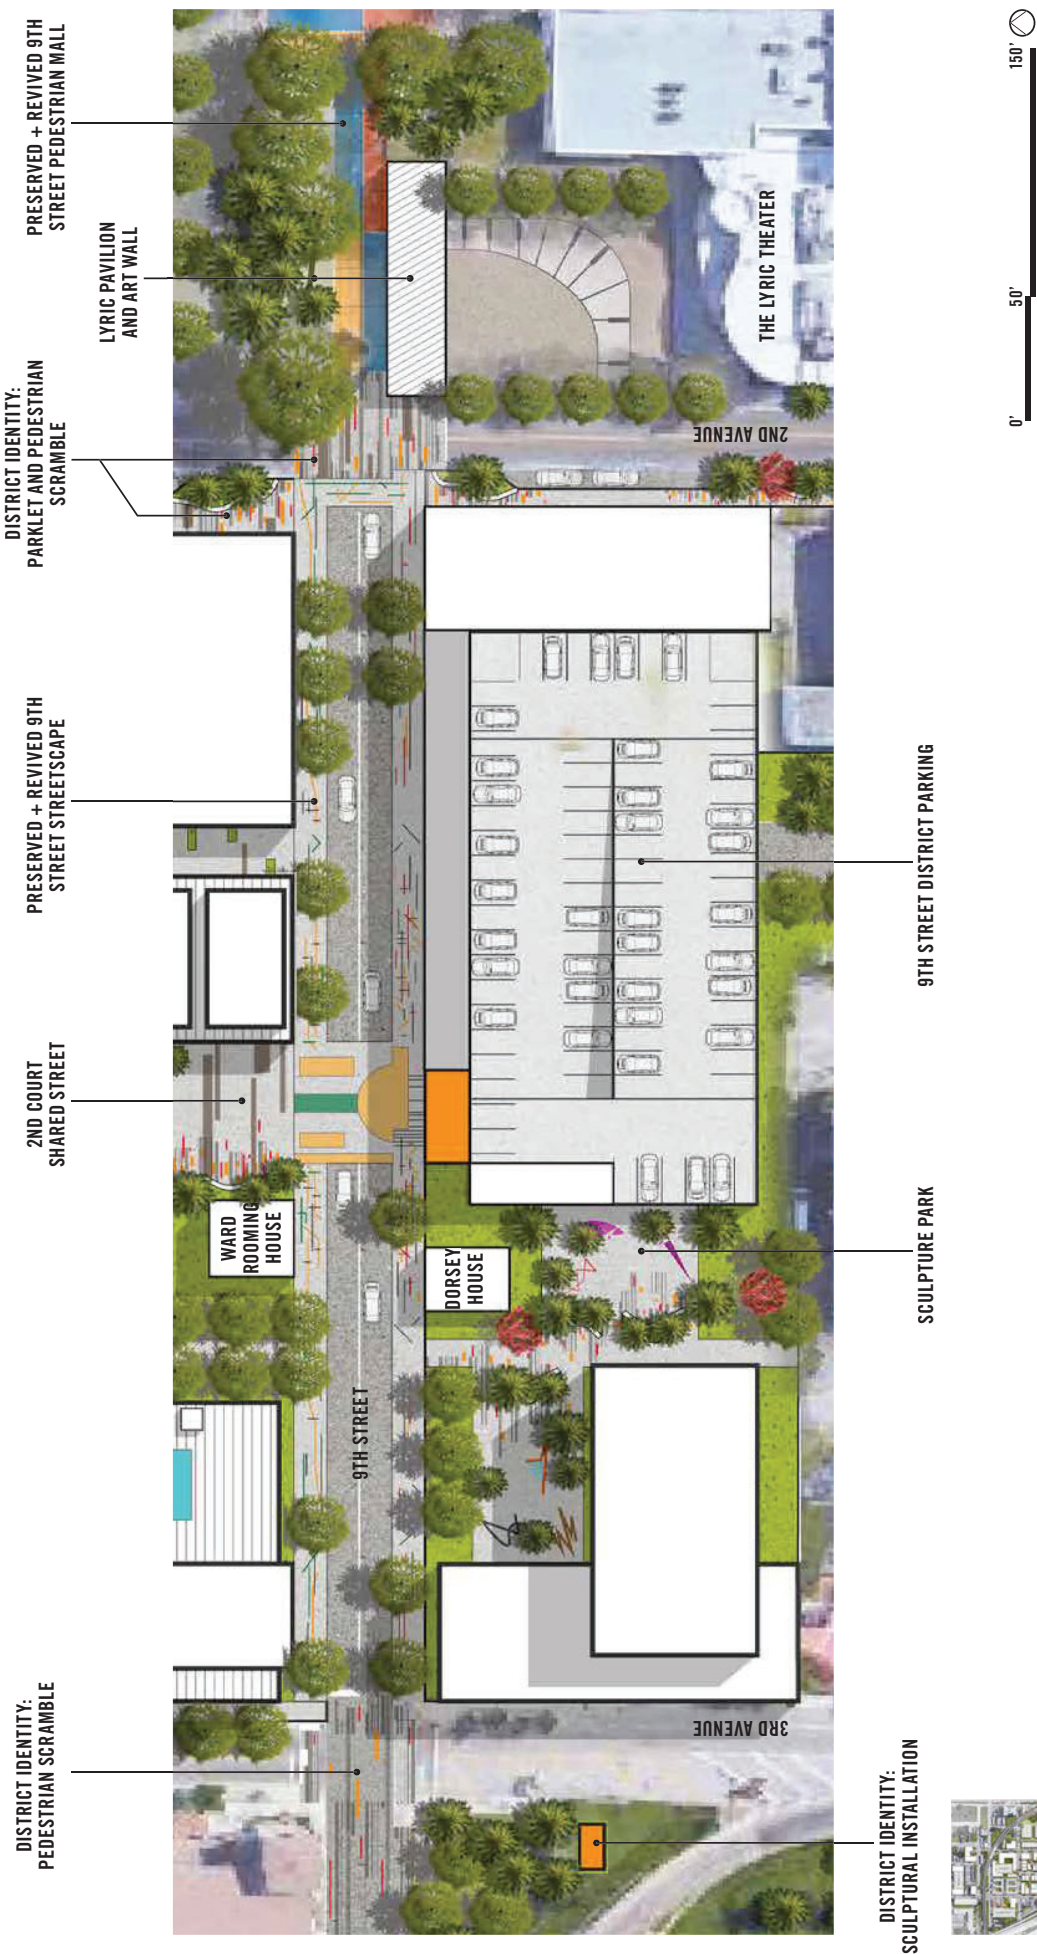 DISTRICT IDENTITY:
PEDESTRIAN SCRAMBLE
2ND COURT
SHARED STREET
PRESERVED + REVIVED 9TH
STREET STREETSCAPE
DISTRICT IDENTITY:
PARKLET AND PEDESTRIAN
SCRAMBLE
LYRIC PAVILION
AND ART WALL
PRESERVED + REVIVED 9TH
STREET PEDESTRIAN MALL
WARD
ROOMING
HOUSE
9TH STREET
DORSEY
HOUSE
3RD AVENUE
2ND AVENUE
THE LYRIC THEATER
DISTRICT IDENTITY:
SCULPTURAL INSTALLATION
SCULPTURE PARK
9TH STREET DISTRICT PARKING
0'
50'
150'